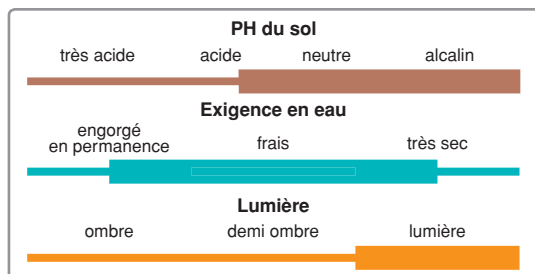 PH du sol
très acide acide neutre alcalin
Exigence en eau
engorgé
en permanence frais très sec
Lumière
ombre demi ombre lumière